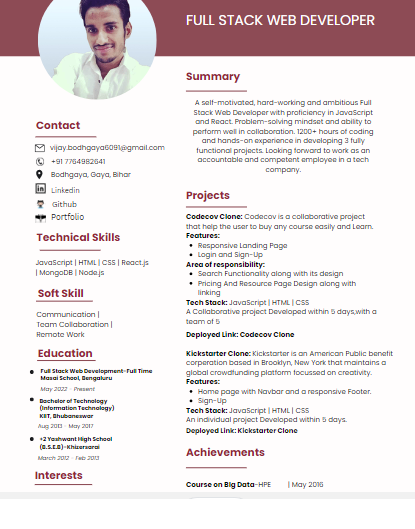 FULL STACK WEB DEVELOPER
Contact
vijay.bodhgaya6091@gmail.com
+91 7764982641
Bodhgaya, Gaya, Bihar
Linkedin
Github
Portfolio
Technical Skills
JavaScript | HTML | CSS | React.js
| MongoDB | Node.js
Soft Skill
Communication |
Team Collaboration |
Remote Work
Education
Full Stack Web Development-Full Time
Masai School, Bengaluru
May 2022 - Present
Bachelor of Technology
(Information Technology)
KIIT, Bhubaneswar
Aug 2013 - May 2017
+2 Yashwant High School
(B.S.E.B)-Khizersarai
March 2012 - Feb 2013
Interests
Summary
A self-motivated, hard-working and ambitious Full
Stack Web Developer with proficiency in JavaScript
and React. Problem-solving mindset and ability to
perform well in collaboration. 1200+ hours of coding
and hands-on experience in developing 3 fully
functional projects. Looking forward to work as an
accountable and competent employee in a tech
company.
Projects
Codecov Clone: Codecov is a collaborative project
that help the user to buy any course easily and Learn.
Features:
• Responsive Landing Page
• Login and Sign-Up
Area of responsibility:
• Search Functionality along with its design
• Pricing And Resource Page Design along with
linking
Tech Stack: JavaScript | HTML | CSS
A Collaborative project Developed within 5 days,with a
team of 5
Deployed Link: Codecov Clone
Kickstarter Clone: Kickstarter is an American Public benefit
corperation based in Brooklyn, New York that maintains a
global crowdfunding platform focussed on creativity.
Features:
• Home page with Navbar and a responsive Footer.
• Sign-Up
Tech Stack: JavaScript | HTML | CSS
An individual project Developed within 5 days.
Deployed Link: Kickstarter Clone
Achievements
Course on Big Data-HPE | May 2016